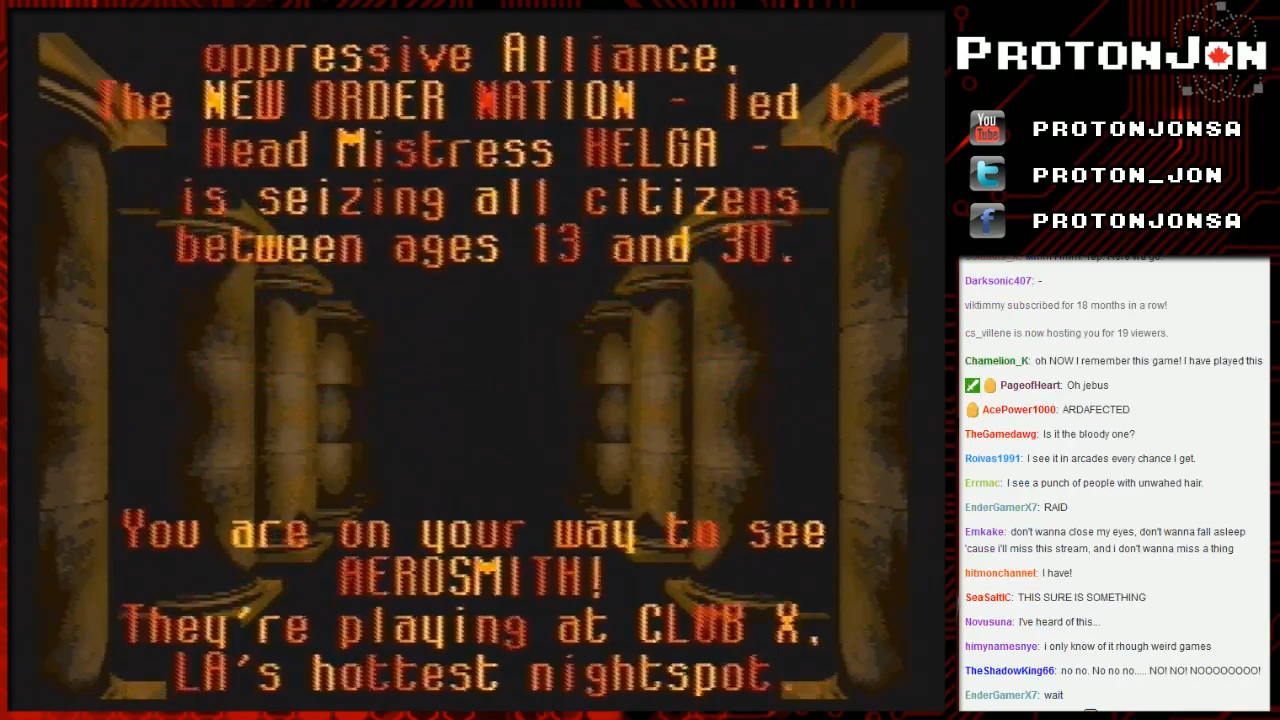 oppressive Alliance.
The NEW ORDER NATION - led by
Head Mistress HELGA -
is seizing all citizens
between ages 13 and 30.
You are on your way to see
AEROSMITH!
They're playing at CLUB X,
LA's hottest nightspot.
PROTONJON
You
Tube
PROTONJONSA
PROTON_JON
PROTONJONSA
Darksonic407: -
viktimmy subscribed for 18 months in a row!
cs_villene is now hosting you for 19 viewers.
Chamelion_K: oh NOW I remember this game! I have played this
PageofHeart: Oh jebus
AcePower1000: ARDAFECTED
TheGamedawg: Is it the bloody one?
Roivas1991: I see it in arcades every chance I get.
Errmac: I see a punch of people with unwahed hair.
EnderGamerX7: RAID
Emkake: don't wanna close my eyes, don't wanna fall asleep
'cause i'll miss this stream, and i don't wanna miss a thing
hitmonchannel: I have!
SeaSaltIC: THIS SURE IS SOMETHING
Novusuna: I've heard of this...
himynamesnye: i only know of it rhough weird games
TheShadowKing66: no no. No no no..... NO! NO! NOOOOOOOO!
EnderGamerX7: wait